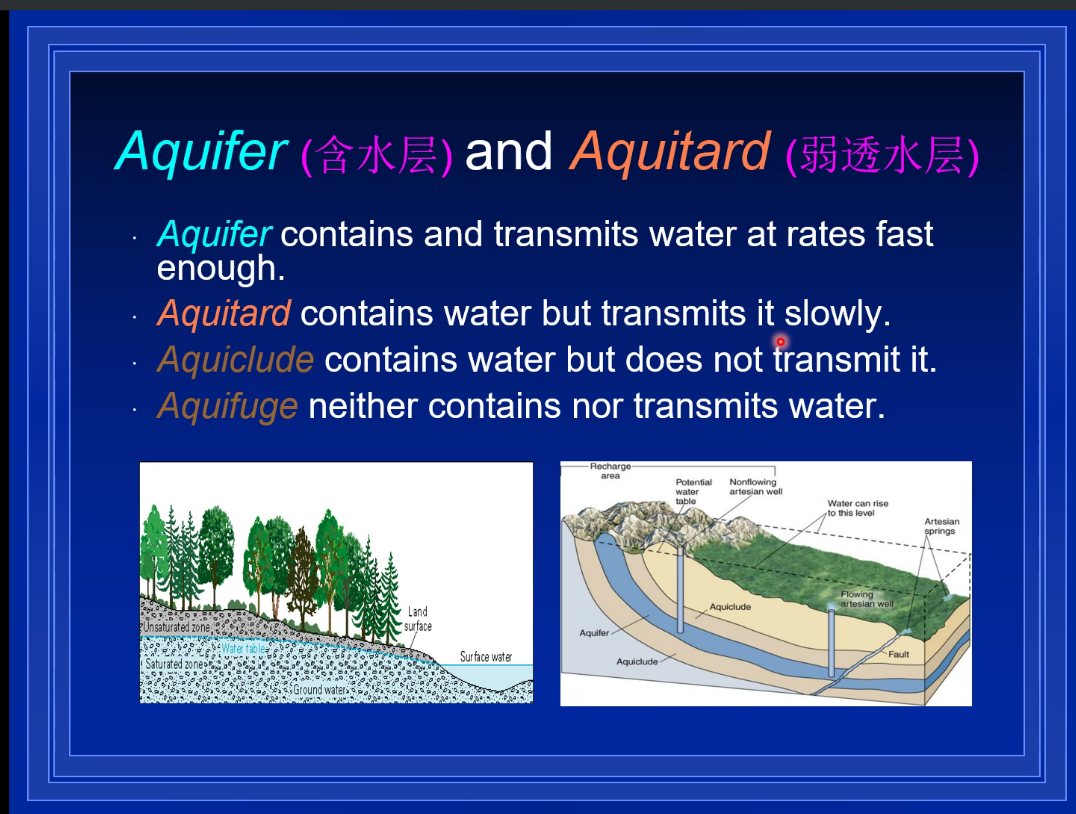 Aquifer (含水层) and Aquitard (弱透水层)
· Aquifer contains and transmits water at rates fast
enough.
· Aquitard contains water but transmits it slowly.
· Aquiclude contains water but does not transmit it.
· Aquifuge neither contains nor transmits water.
Land
surface
Unsaturated zone
Water table
Surface water
Saturated zone
Ground water
Recharge
area
Potential
water
table
Nonflowing
artesian well
Water can rise
to this level
Artesian
springs
Flowing
artesian well
Aquiclude
Aquifer
Fault
Aquiclude